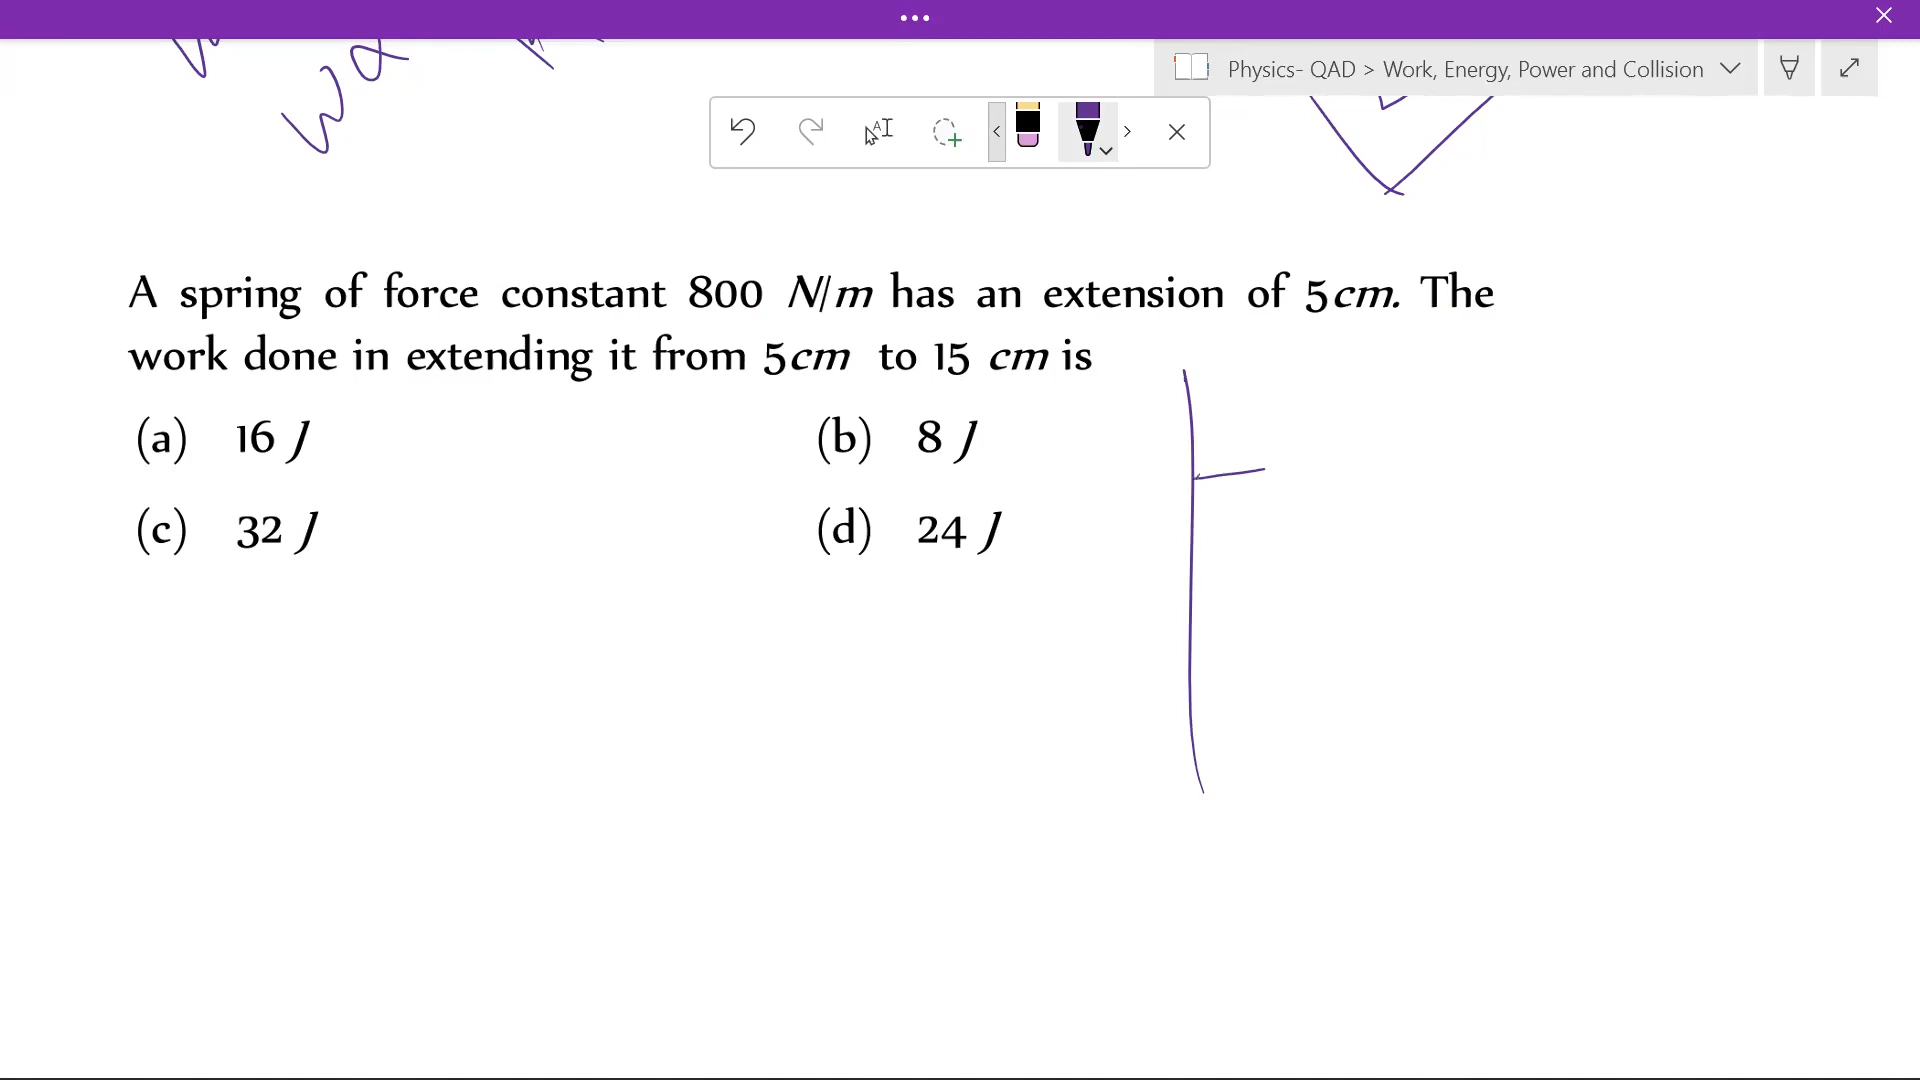 Physics- QAD > Work, Energy, Power and Collision
A spring of force constant 800 N/m has an extension of 5cm. The
work done in extending it from 5cm to 15 cm is
(a) 16 J (b) 8 J
(c) 32 J (d) 24 J